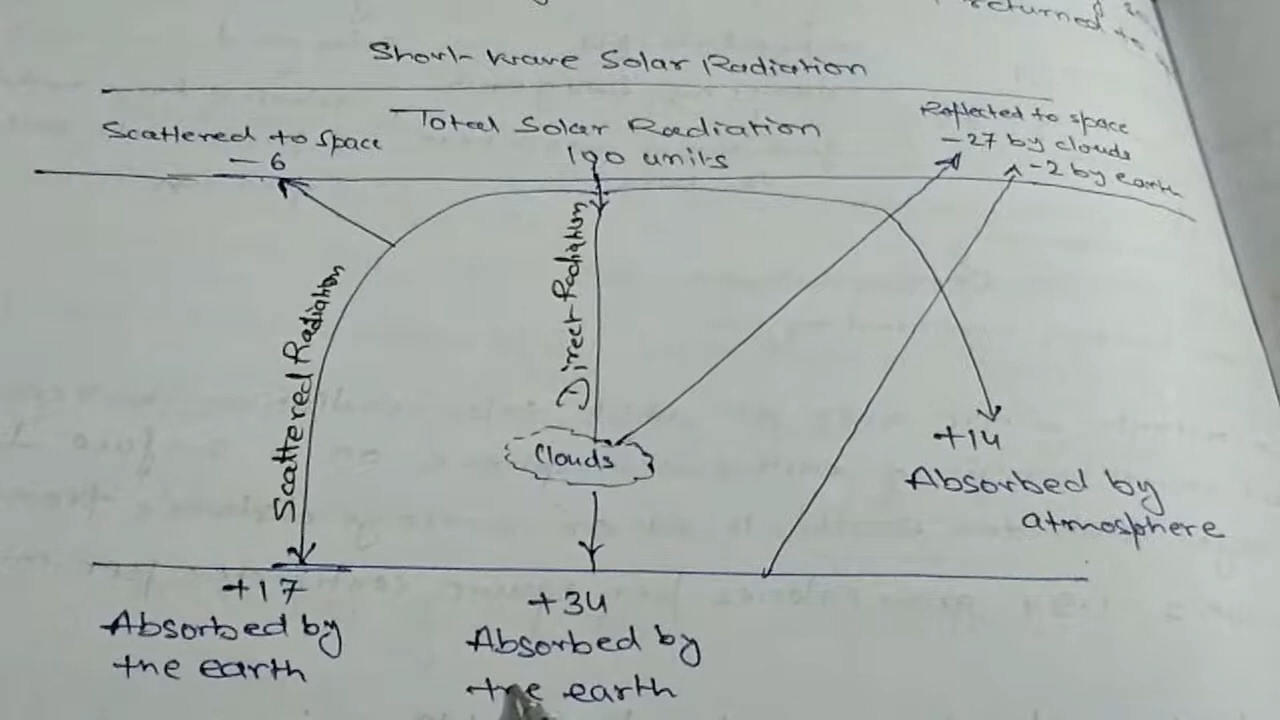 returned to
Short-Wave Solar Radiation
Scattered to Space
-6
Total Solar Radiation
100 units
Reflected to space
-27 by clouds
-2 by earth
Scattered Radiation
Direct Radiation
Clouds
+14
Absorbed by
atmosphere
+17
Absorbed by
the earth
+34
Absorbed by
the earth